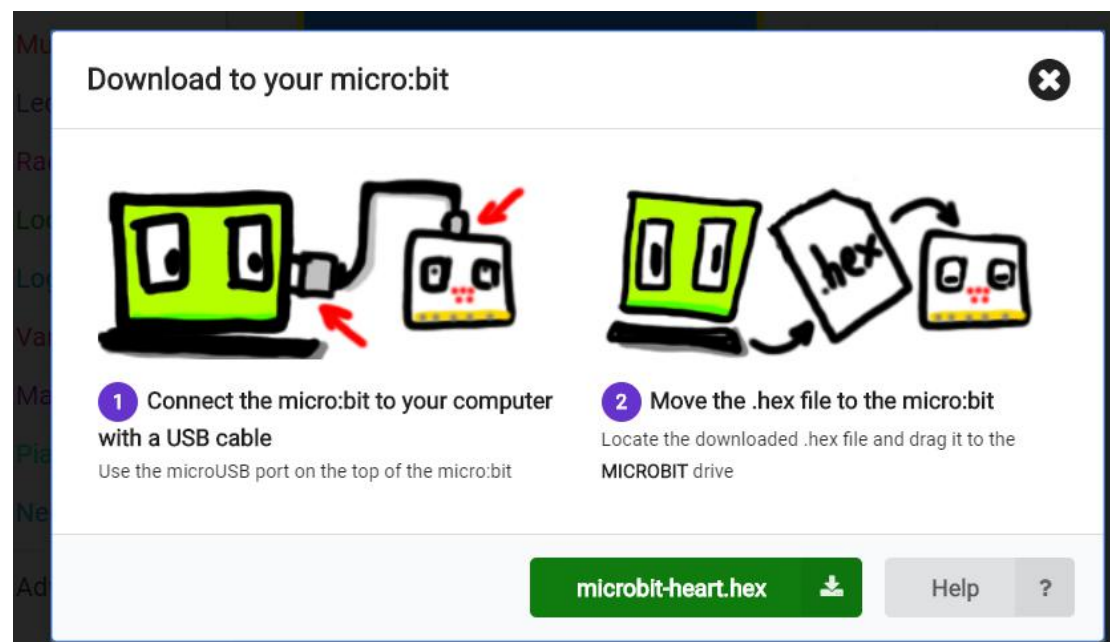 Download to your micro:bit
.hex
1 Connect the micro:bit to your computer
with a USB cable
Use the microUSB port on the top of the micro:bit
2 Move the .hex file to the micro:bit
Locate the downloaded .hex file and drag it to the
MICROBIT drive
microbit-heart.hex
Help ?